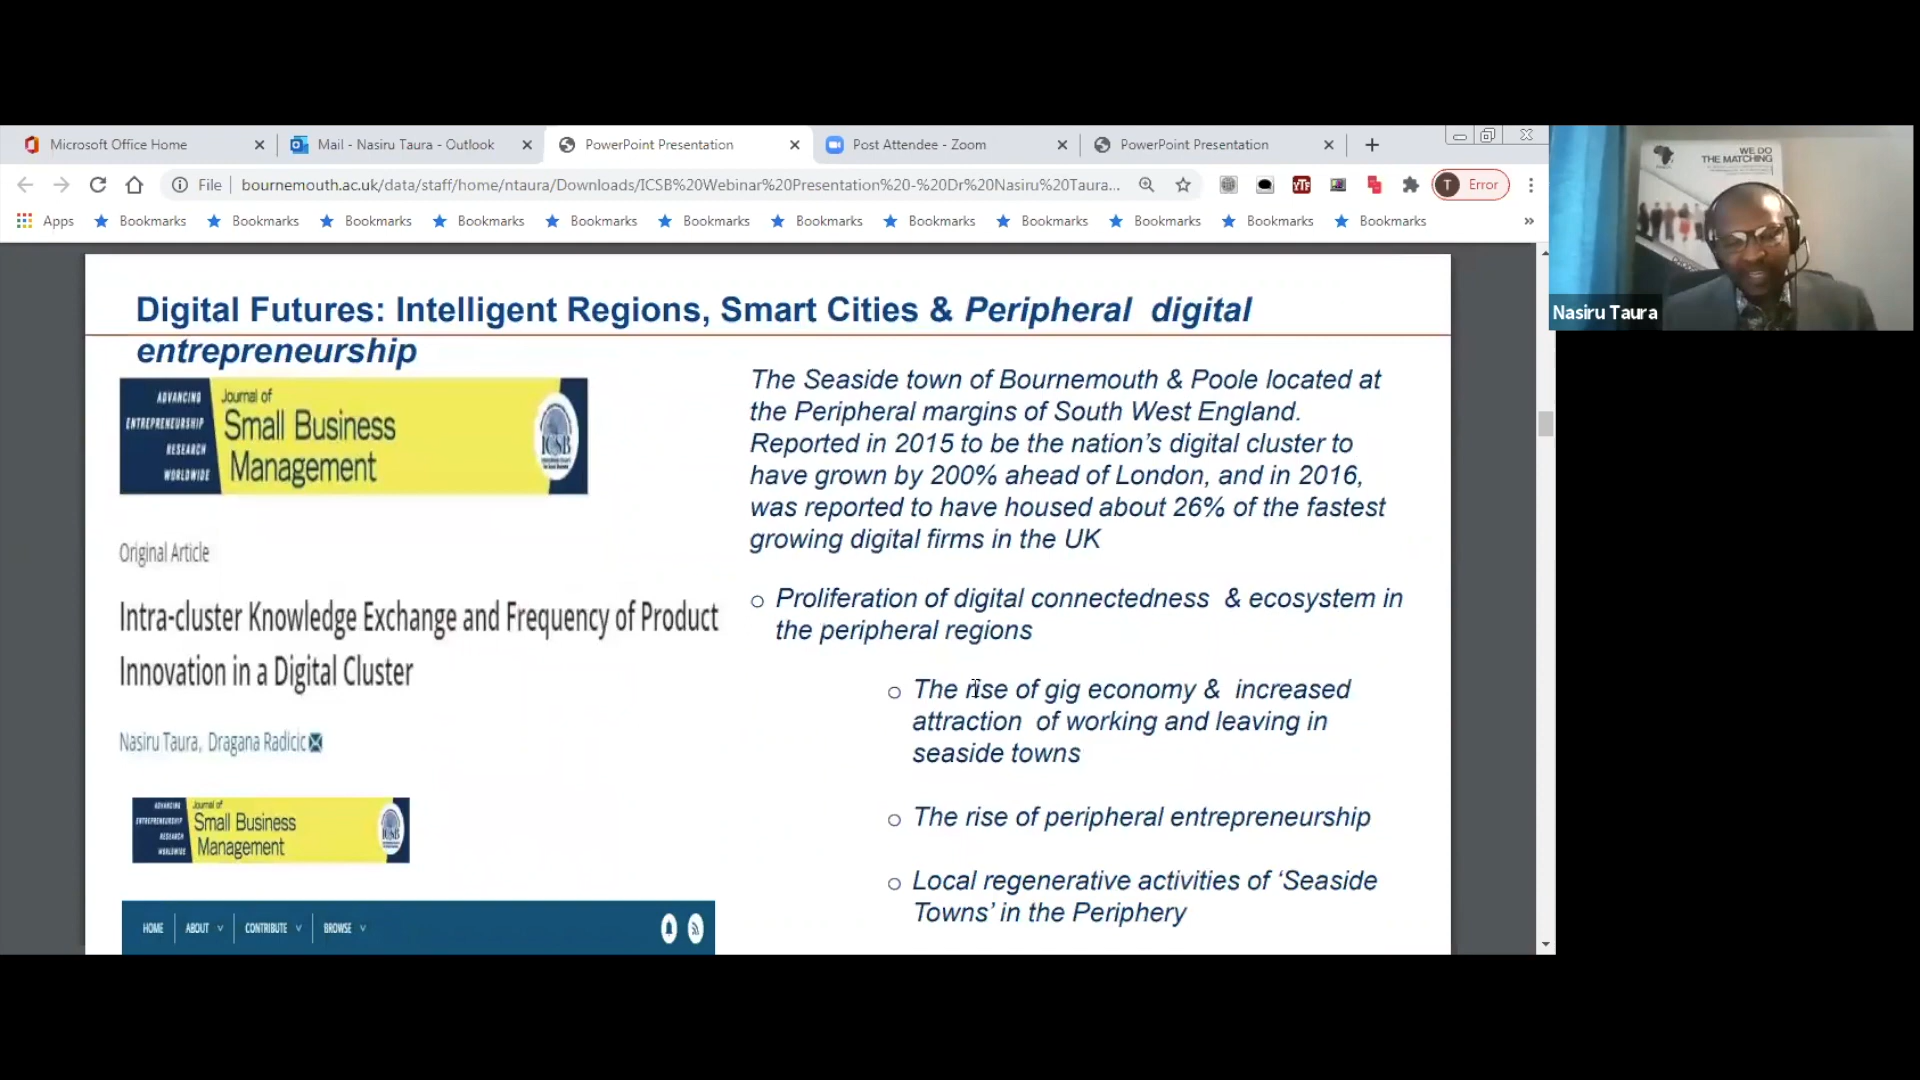 Microsoft Office Home
Mail - Nasiru Taura - Outlook
PowerPoint Presentation
Post Attendee - Zoom
PowerPoint Presentation
File
bournemouth.ac.uk/data/staff/home/ntaura/Downloads/ICSB%20Webinar%20Presentation%20-%20Dr%20Nasiru%20Taura...
T
Error
Apps
Bookmarks
Bookmarks
Bookmarks
Bookmarks
Bookmarks
Bookmarks
Bookmarks
Bookmarks
Bookmarks
Bookmarks
Bookmarks
Bookmarks
WE DO
THE MATCHING
Nasiru Taura
Digital Futures: Intelligent Regions, Smart Cities & Peripheral digital
entrepreneurship
ADVANCING
ENTREPRENEURSHIP
RESEARCH
WORLDWIDE
Journal of
Small Business
Management
ICSB
Original Article
Intra-cluster Knowledge Exchange and Frequency of Product
Innovation in a Digital Cluster
Nasiru Taura, Dragana Radicic
ADVANCING
ENTREPRENEURSHIP
RESEARCH
WORLDWIDE
Journal of
Small Business
Management
ICSB
HOME
ABOUT
CONTRIBUTE
BROWSE
The Seaside town of Bournemouth & Poole located at
the Peripheral margins of South West England.
Reported in 2015 to be the nation’s digital cluster to
have grown by 200% ahead of London, and in 2016,
was reported to have housed about 26% of the fastest
growing digital firms in the UK
Proliferation of digital connectedness & ecosystem in
the peripheral regions
The rise of gig economy & increased
attraction of working and leaving in
seaside towns
The rise of peripheral entrepreneurship
Local regenerative activities of ‘Seaside
Towns’ in the Periphery